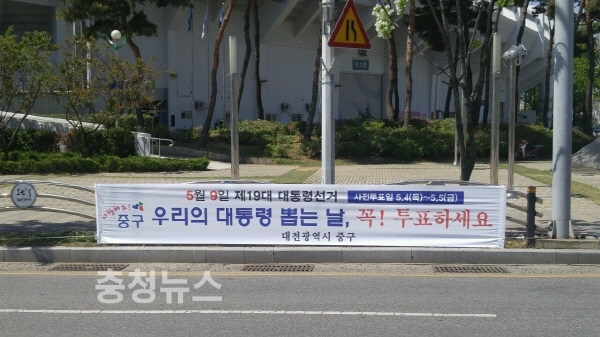 5월 9일 제19대 대통령선거 사전투표일 5.4(목)~5.5(금)
중구 우리의 대통령 뽑는 날, 꼭! 투표하세요
대전광역시 중구
It's
충청뉴스